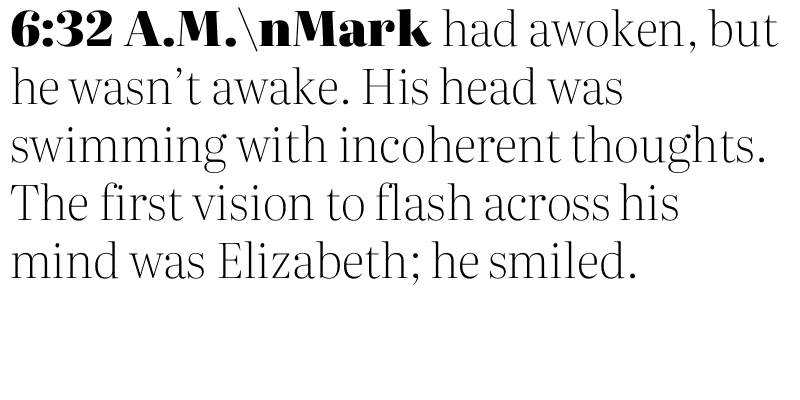 6:32 A.M.\nMark had awoken, but
he wasn’t awake. His head was
swimming with incoherent thoughts.
The first vision to flash across his
mind was Elizabeth; he smiled.